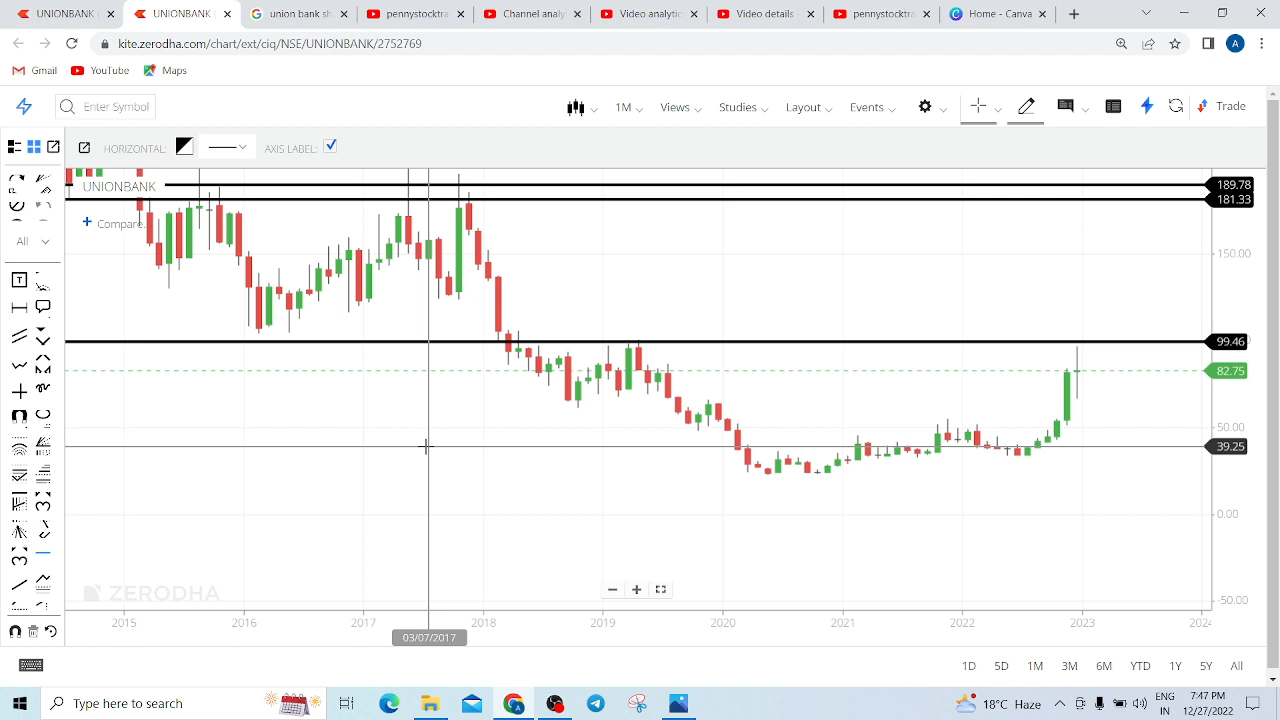 Channel
UNIONBANK
union bank sh
pennystocktra
Channel analy
Video analytic
Video details
pennystocktra
Home - Canva
kite.zerodha.com/chart/ext/ciq/NSE/UNIONBANK/2752769
A
Gmail
YouTube
Maps
Enter Symbol
1M
Views
Studies
Layout
Events
Trade
HORIZONTAL:
AXIS LABEL:
UNIONBANK
189.78
181.33
+ Compare..
All
150.00
T
99.46
82.75
50.00
39.25
0.00
ZERODHA
-50.00
2015 2016 2017 2018 2019 2020 2021 2022 2023 2024
03/07/2017
1D 5D 1M 3M 6M YTD 1Y 5Y All
Type here to search
18°C Haze
ENG
IN
7:47 PM
12/27/2022